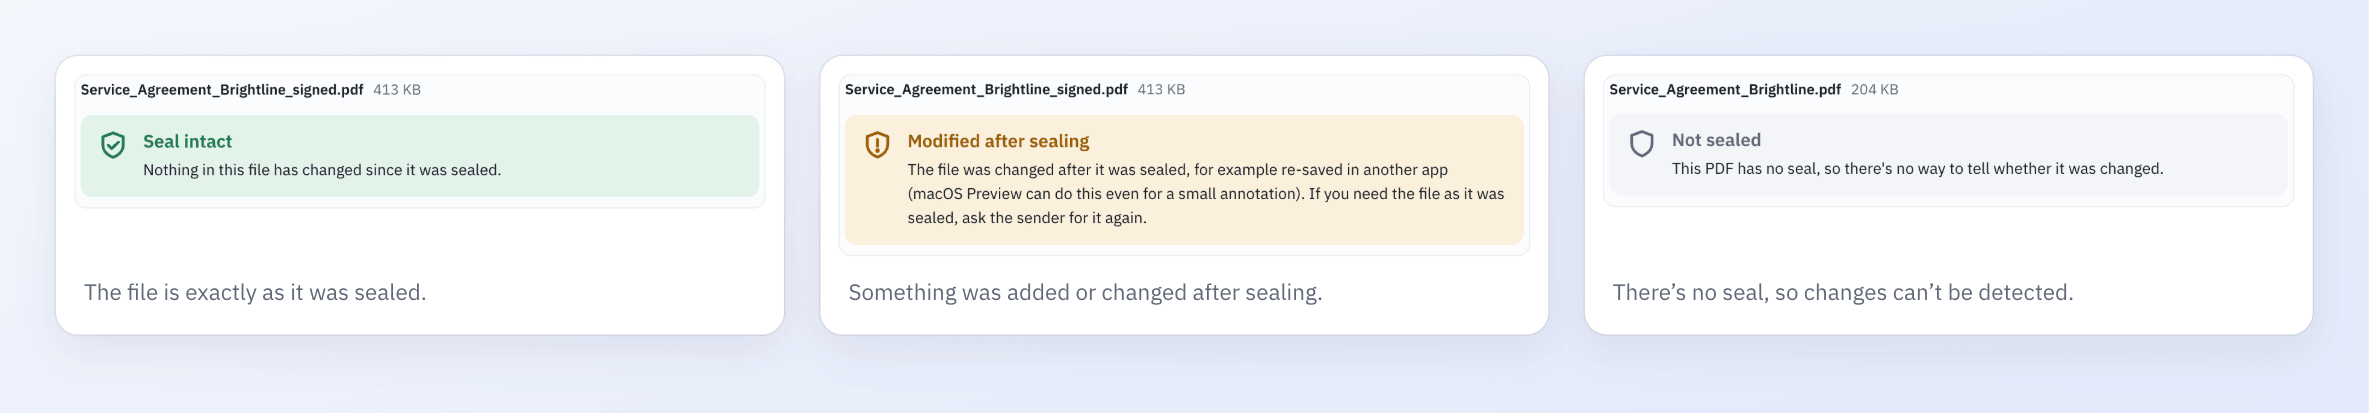 Service_Agreement_Brightline_signed.pdf 413 KB
Seal intact
Nothing in this file has changed since it was sealed.
The file is exactly as it was sealed.
Service_Agreement_Brightline_signed.pdf 413 KB
Modified after sealing
The file was changed after it was sealed, for example re-saved in another app
(macOS Preview can do this even for a small annotation). If you need the file as it was
sealed, ask the sender for it again.
Something was added or changed after sealing.
Service_Agreement_Brightline.pdf 204 KB
Not sealed
This PDF has no seal, so there's no way to tell whether it was changed.
There’s no seal, so changes can’t be detected.